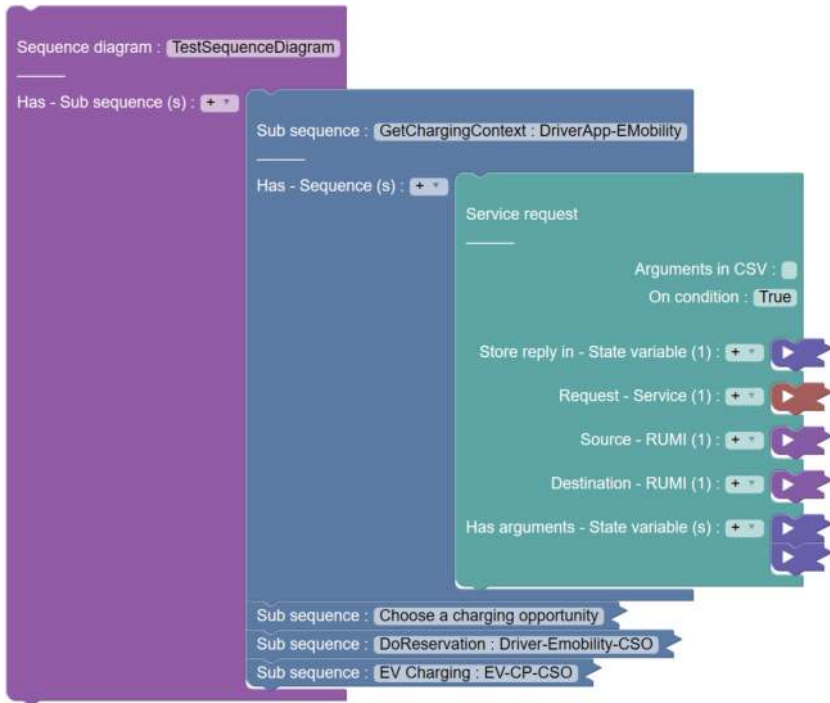 Sequence diagram : TestSequenceDiagram
Has - Sub sequence (s) : +
Sub sequence : GetChargingContext : DriverApp-EMobility
Has - Sequence (s) : +
Service request
Arguments in CSV :
On condition : True
Store reply in - State variable (1) : +
Request - Service (1) : +
Source - RUMI (1) : +
Destination - RUMI (1) : +
Has arguments - State variable (s) : +
Sub sequence : Choose a charging opportunity
Sub sequence : DoReservation : Driver-Emobility-CSO
Sub sequence : EV Charging : EV-CP-CSO